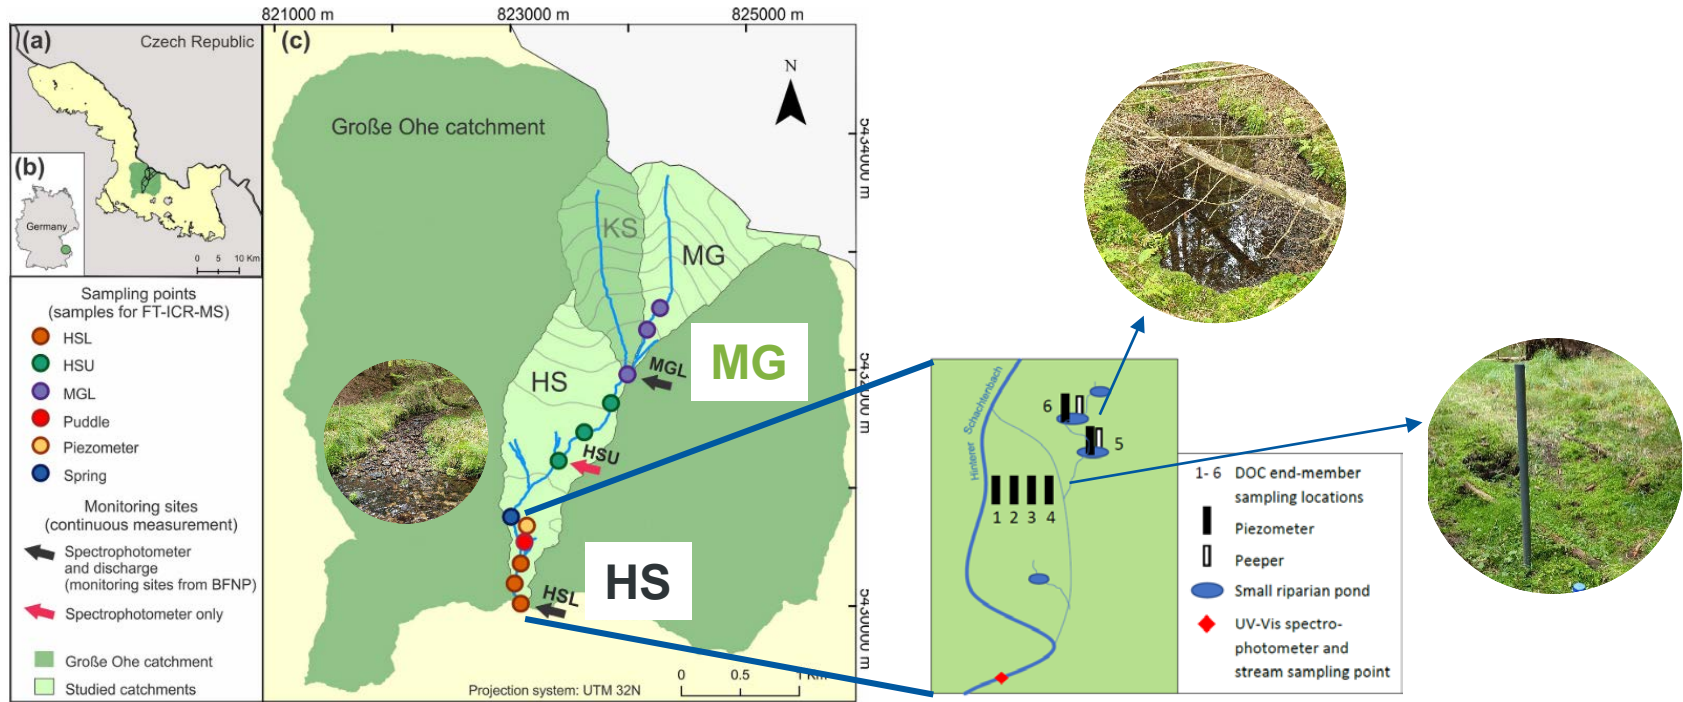 821000 m
823000 m
825000 m
(a)
Czech Republic
0 5 10 Km
(b)
Germany
(c)
Große Ohe catchment
N
KS
MG
HS
MGL
HSU
HSL
MG
HS
5434000 m
5432000 m
5430000 m
0 0.5 1 Km
Projection system: UTM 32N
Sampling points
(samples for FT-ICR-MS)
HSL
HSU
MGL
Puddle
Piezometer
Spring
Monitoring sites
(continuous measurement)
Spectrophotometer
and discharge
(monitoring sites from BFNP)
Spectrophotometer only
Große Ohe catchment
Studied catchments
Hinterer Schachtenbach
6
5
1 2 3 4
1- 6 DOC end-member
sampling locations
Piezometer
Peeper
Small riparian pond
UV-Vis spectro-
photometer and
stream sampling point